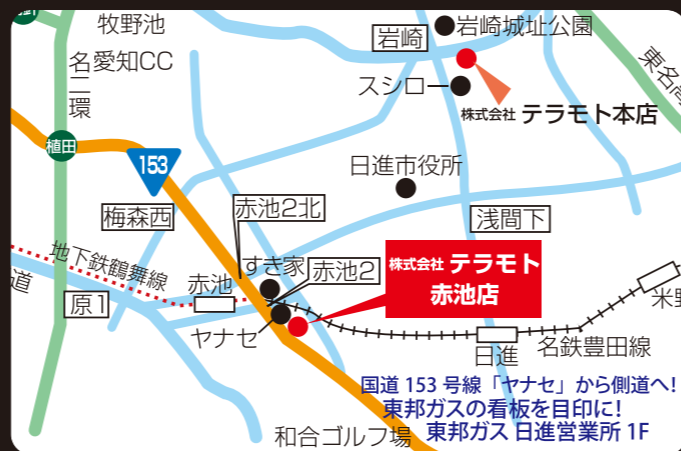 牧野池
岩崎
岩崎城址公園
愛知CC
名二環
スシロー
東名高
株式会社 テラモト本店
植田
153
日進市役所
梅森西
赤池2北
浅間下
地下鉄鶴舞線
すき家
赤池2
株式会社 テラモト
赤池店
道
原1
赤池
米野
ヤナセ
日進
名鉄豊田線
国道 153 号線「ヤナセ」から側道へ!
東邦ガスの看板を目印に!
和合ゴルフ場
東邦ガス 日進営業所 1F